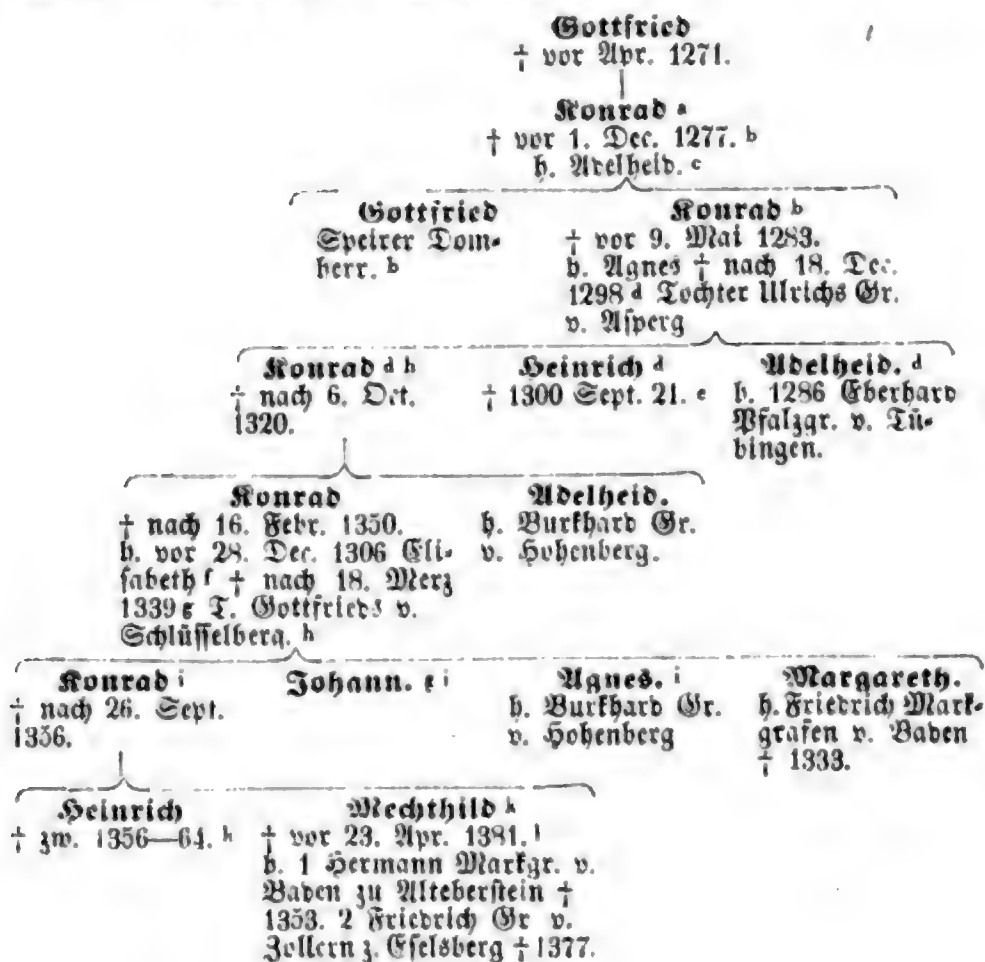 Gottfried
† vor Apr. 1271.
Konrad a
† vor 1. Dec. 1277. b
h. Adelheid. c
Gottfried
Speirer Dom-
herr. b
Konrad b
† vor 9. Mai 1283.
h. Agnes † nach 18. Dec.
1298 d Tochter Ulrichs Gr.
v. Asperg
Konrad d h
† nach 6. Oct.
1320.
Heinrich d
† 1300 Sept. 21. e
Adelheid. d
h. 1286 Eberhard
Pfalzgr. v. Tü-
bingen.
Konrad
† nach 16. Febr. 1350.
h. vor 28. Dec. 1306 Eli-
sabeth f † nach 18. Merz
1339 g T. Gottfrieds v.
Schlüsselberg. h
Adelheid.
h. Burkhard Gr.
v. Hohenberg.
Konrad i
† nach 26. Sept.
1356.
Johann. g i
Agnes. i
h. Burkhard Gr.
v. Hohenberg
Margareth.
h. Friedrich Mark-
grafen v. Baden
† 1333.
Heinrich
† zw. 1356—64. k
Mechthild k
† vor 23. Apr. 1381. l
h. 1 Hermann Markgr. v.
Baden zu Alteberstein †
1353. 2 Friedrich Gr v.
Zollern z. Eselsberg † 1377.